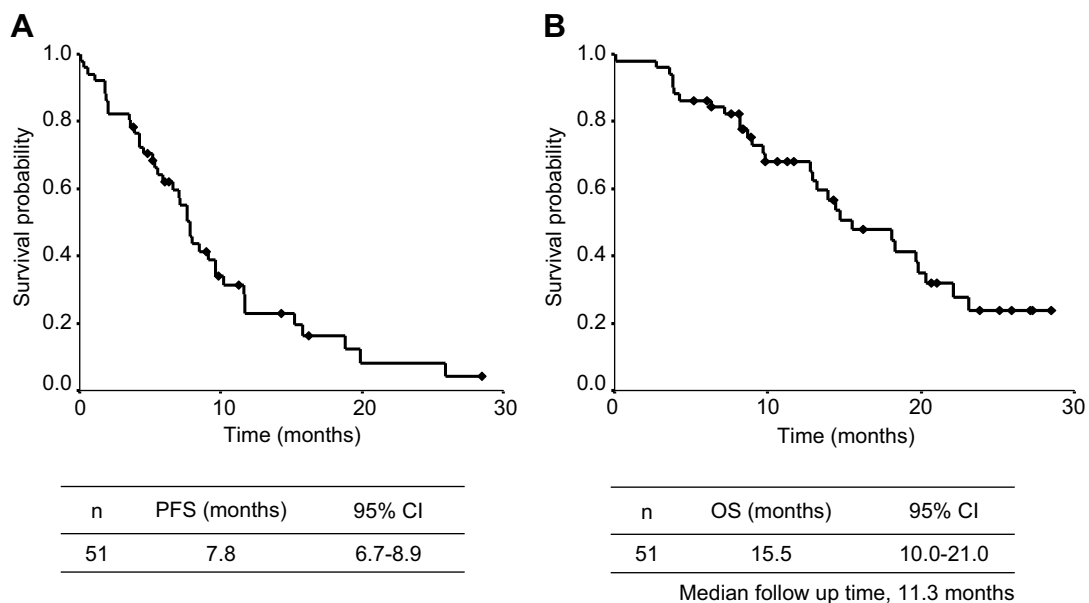 A
Survival probability
1.0
0.8
0.6
0.4
0.2
0.0
0 10 20 30
Time (months)
n PFS (months) 95% CI
51 7.8 6.7-8.9
B
Survival probability
1.0
0.8
0.6
0.4
0.2
0.0
0 10 20 30
Time (months)
n OS (months) 95% CI
51 15.5 10.0-21.0
Median follow up time, 11.3 months